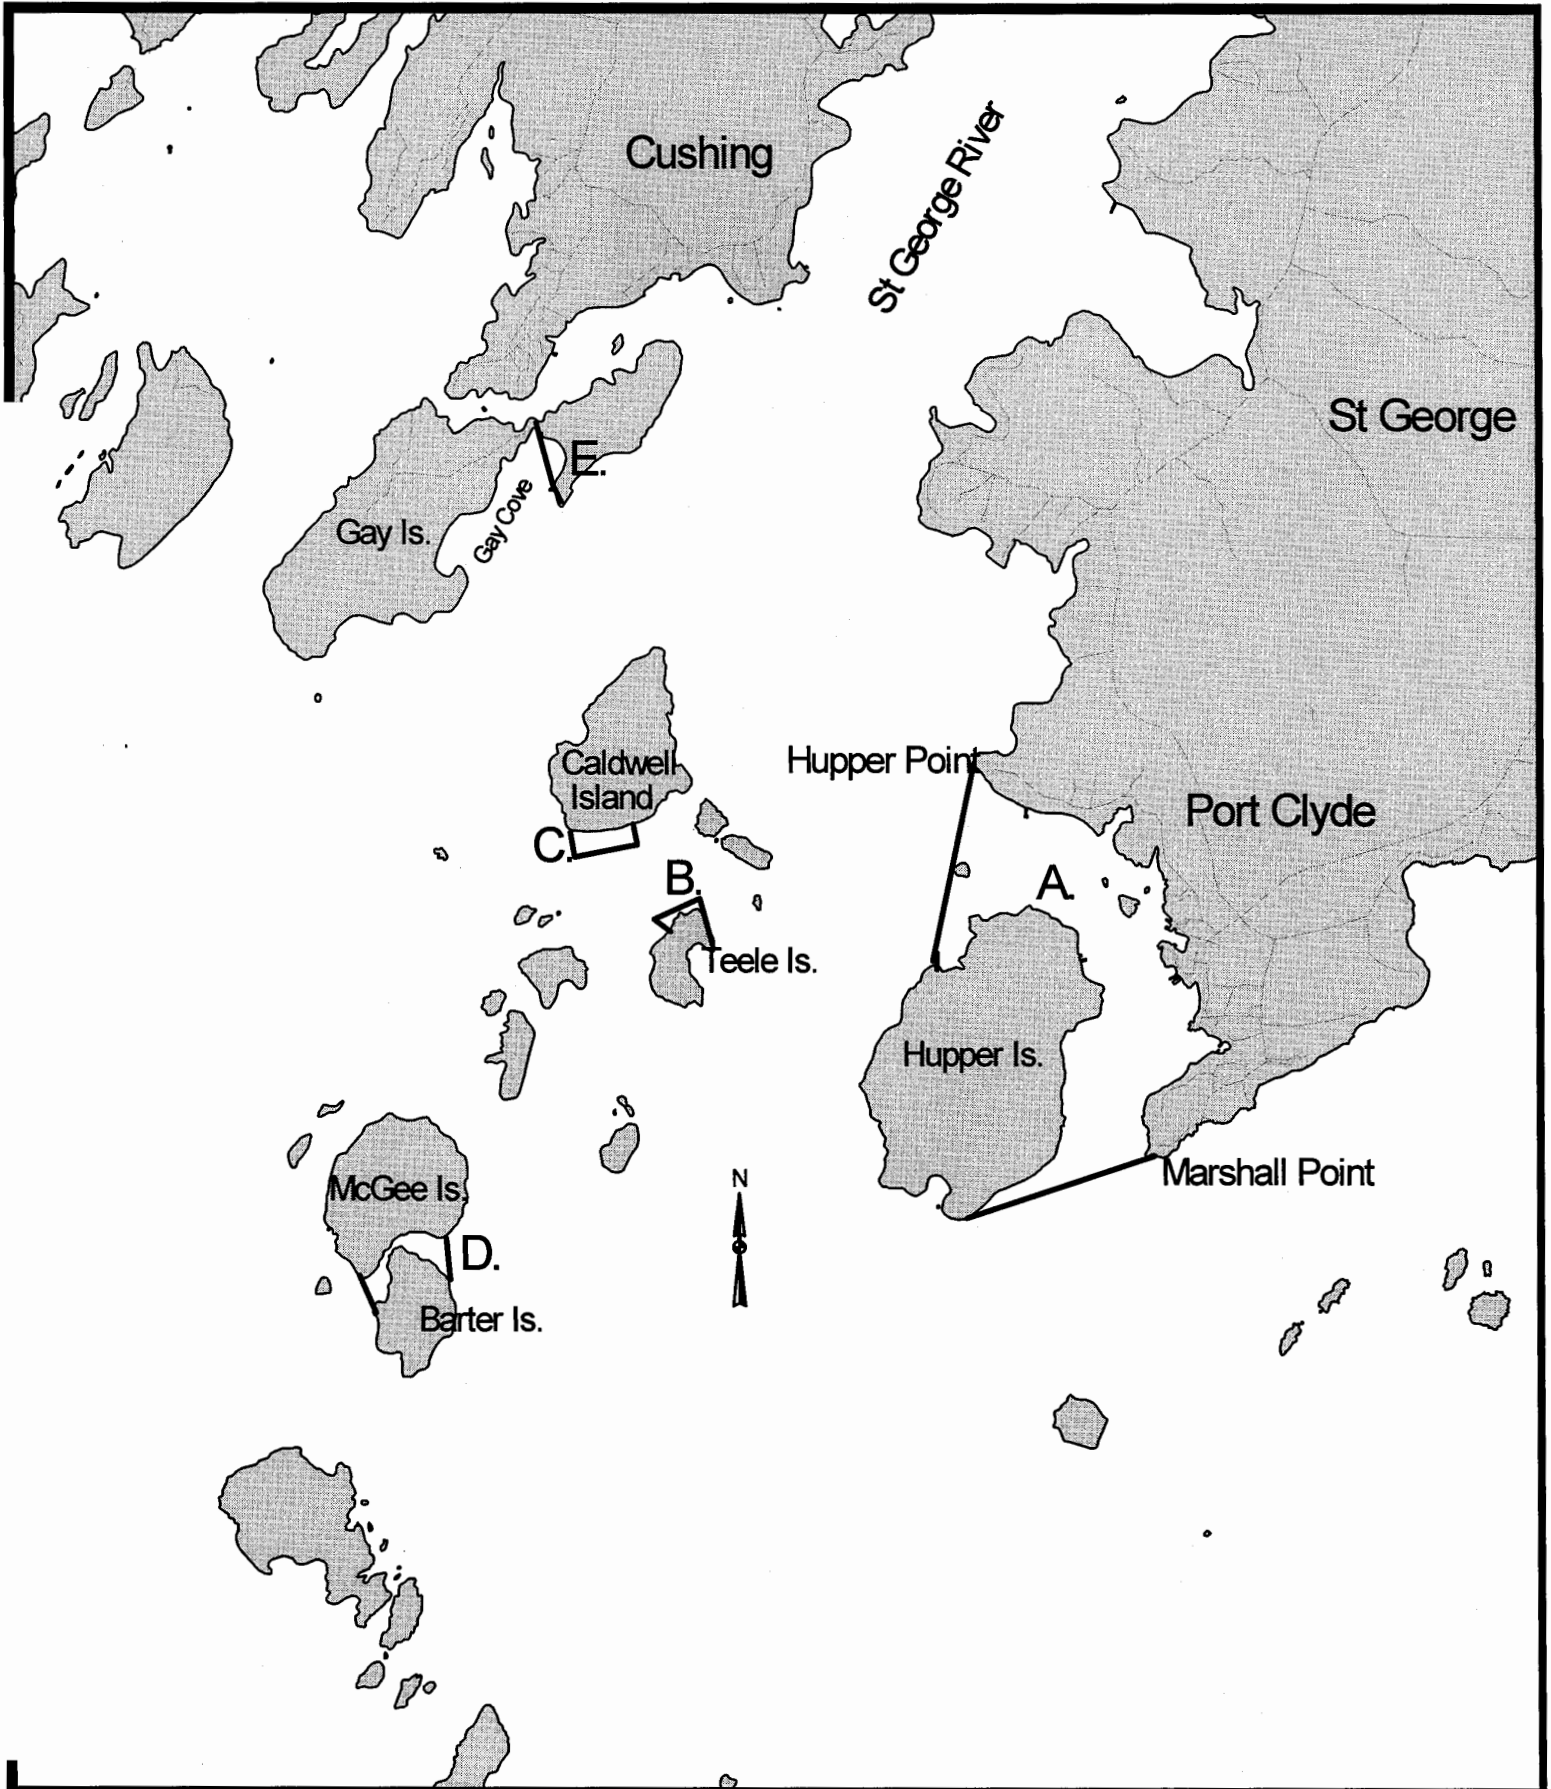 Cushing
St George River
St George
E.
Gay Cove
Gay Is.
Hupper Point
Caldwell
Island
Port Clyde
C.
B.
A.
Teele Is.
Hupper Is.
Marshall Point
McGee Is.
N
D.
Barter Is.